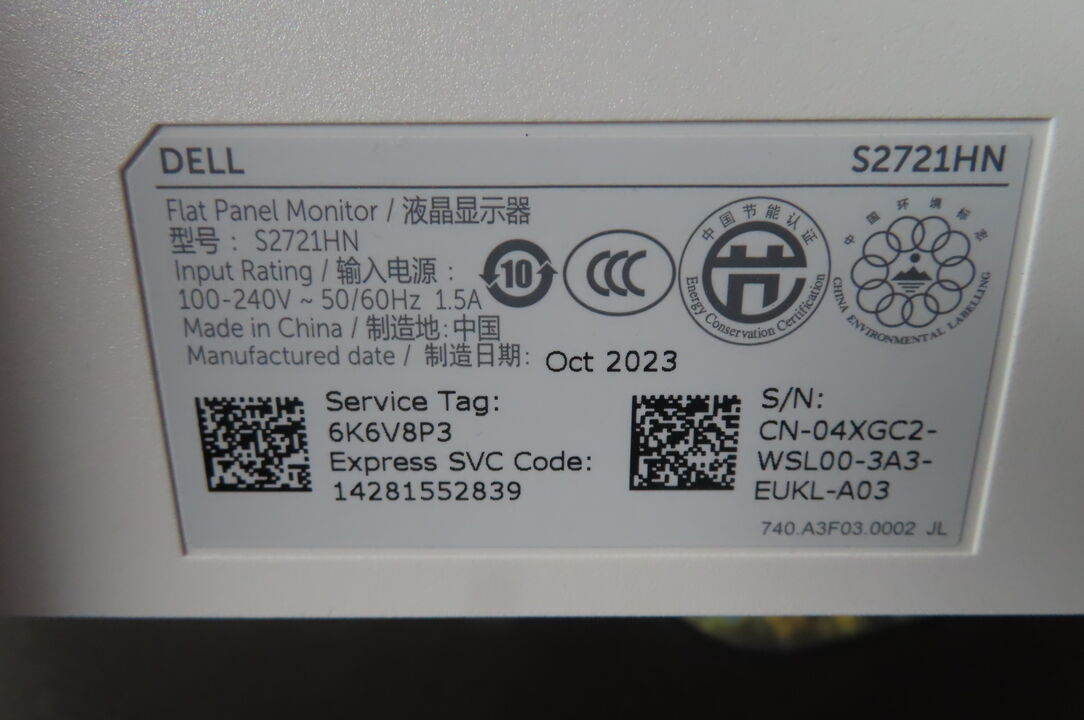 DELL
S2721HN
Flat Panel Monitor / 液晶显示器
型号： S2721HN
Input Rating / 输入电源：
100-240V ~ 50/60Hz 1.5A
Made in China / 制造地: 中国
Manufactured date / 制造日期: Oct 2023
10
CCC
中国节能认证
节
Energy Conservation Certification
中国环境标志
CHINA ENVIRONMENTAL LABELLING
Service Tag:
6K6V8P3
Express SVC Code:
14281552839
S/N:
CN-04XGC2-
WSL00-3A3-
EUKL-A03
740.A3F03.0002 JL